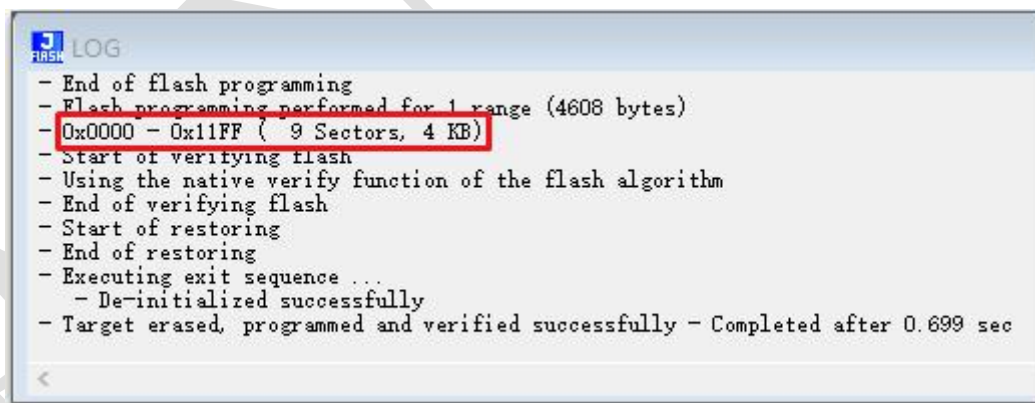 J
FLASH LOG
- End of flash programming
- Flash programming performed for 1 range (4608 bytes)
- 0x0000 - 0x11FF (  9 Sectors, 4 KB)
- Start of verifying flash
- Using the native verify function of the flash algorithm
- End of verifying flash
- Start of restoring
- End of restoring
- Executing exit sequence ...
- De-initialized successfully
- Target erased, programmed and verified successfully - Completed after 0.699 sec